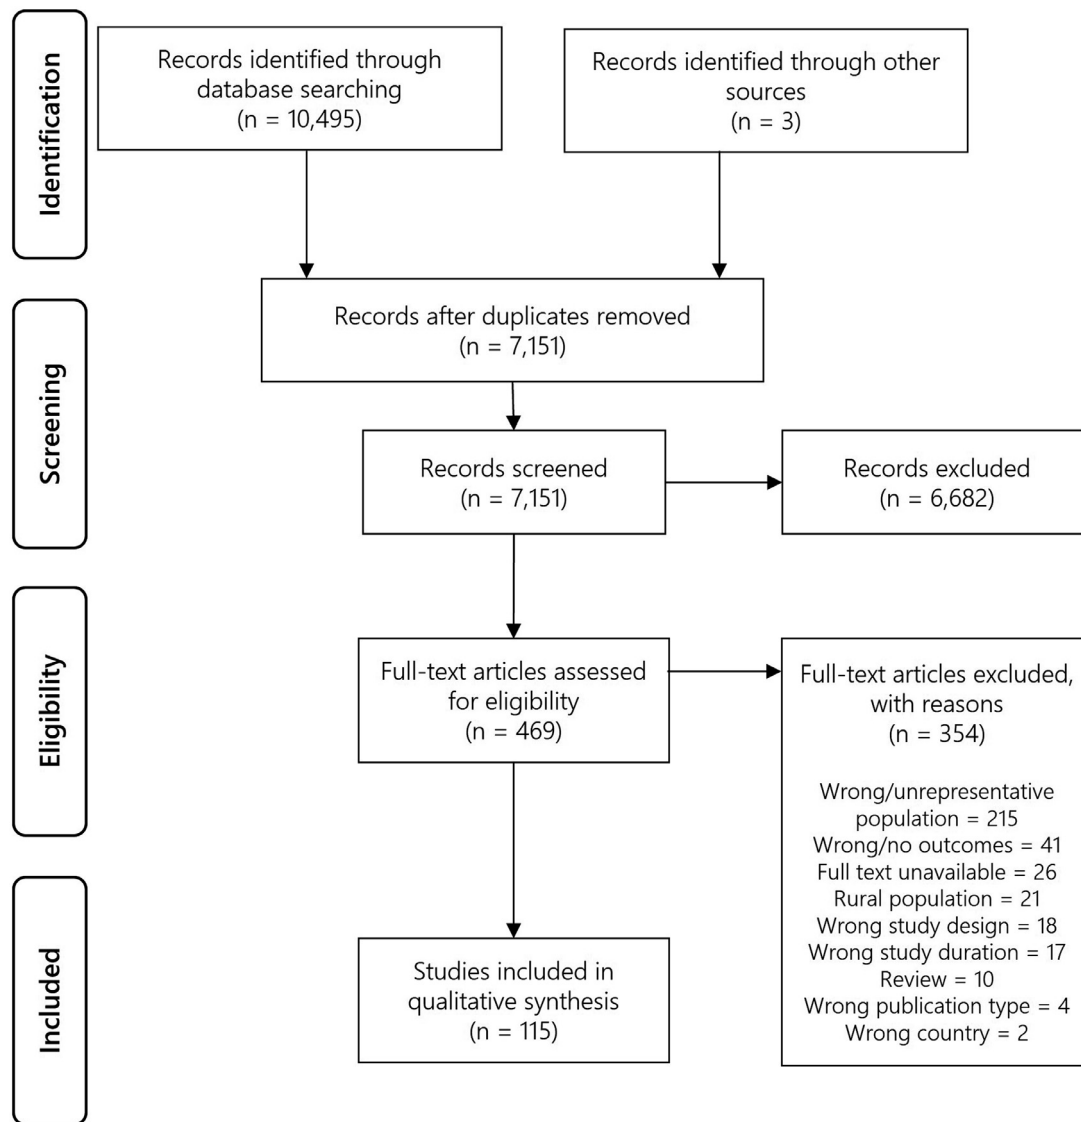 Identification
Records identified through
database searching
(n = 10,495)
Records identified through other
sources
(n = 3)
Screening
Records after duplicates removed
(n = 7,151)
Records screened
(n = 7,151)
Records excluded
(n = 6,682)
Eligibility
Full-text articles assessed
for eligibility
(n = 469)
Full-text articles excluded,
with reasons
(n = 354)
Wrong/unrepresentative
population = 215
Wrong/no outcomes = 41
Full text unavailable = 26
Rural population = 21
Wrong study design = 18
Wrong study duration = 17
Review = 10
Wrong publication type = 4
Wrong country = 2
Included
Studies included in
qualitative synthesis
(n = 115)